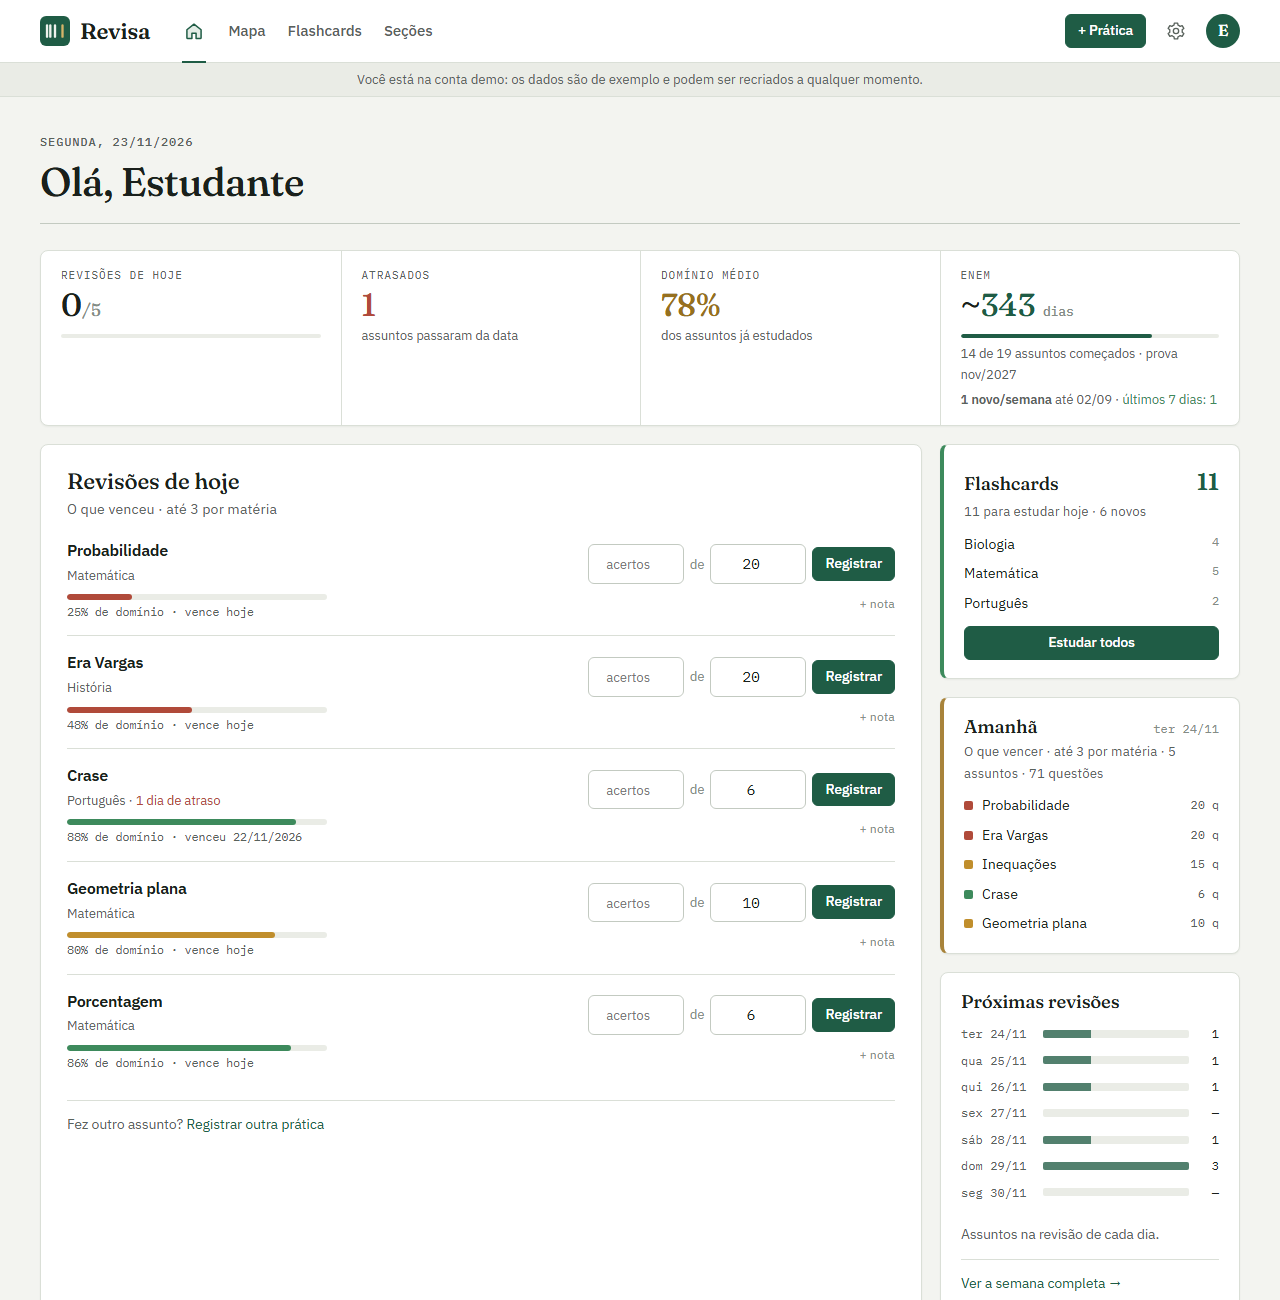 Revisa
Mapa
Flashcards
Seções
+ Prática
E
Você está na conta demo: os dados são de exemplo e podem ser recriados a qualquer momento.
SEGUNDA, 23/11/2026
Olá, Estudante
REVISÕES DE HOJE
0/5
ATRASADOS
1
assuntos passaram da data
DOMÍNIO MÉDIO
78%
dos assuntos já estudados
ENEM
~343 dias
14 de 19 assuntos começados · prova
nov/2027
1 novo/semana até 02/09 · últimos 7 dias: 1
Revisões de hoje
O que venceu · até 3 por matéria
Probabilidade
Matemática
25% de domínio · vence hoje
acertos de 20 Registrar
+ nota
Era Vargas
História
48% de domínio · vence hoje
acertos de 20 Registrar
+ nota
Crase
Português · 1 dia de atraso
88% de domínio · venceu 22/11/2026
acertos de 6 Registrar
+ nota
Geometria plana
Matemática
80% de domínio · vence hoje
acertos de 10 Registrar
+ nota
Porcentagem
Matemática
86% de domínio · vence hoje
acertos de 6 Registrar
+ nota
Fez outro assunto? Registrar outra prática
Flashcards 11
11 para estudar hoje · 6 novos
Biologia 4
Matemática 5
Português 2
Estudar todos
Amanhã ter 24/11
O que vencer · até 3 por matéria · 5
assuntos · 71 questões
Probabilidade 20 q
Era Vargas 20 q
Inequações 15 q
Crase 6 q
Geometria plana 10 q
Próximas revisões
ter 24/11 1
qua 25/11 1
qui 26/11 1
sex 27/11 –
sáb 28/11 1
dom 29/11 3
seg 30/11 –
Assuntos na revisão de cada dia.
Ver a semana completa →